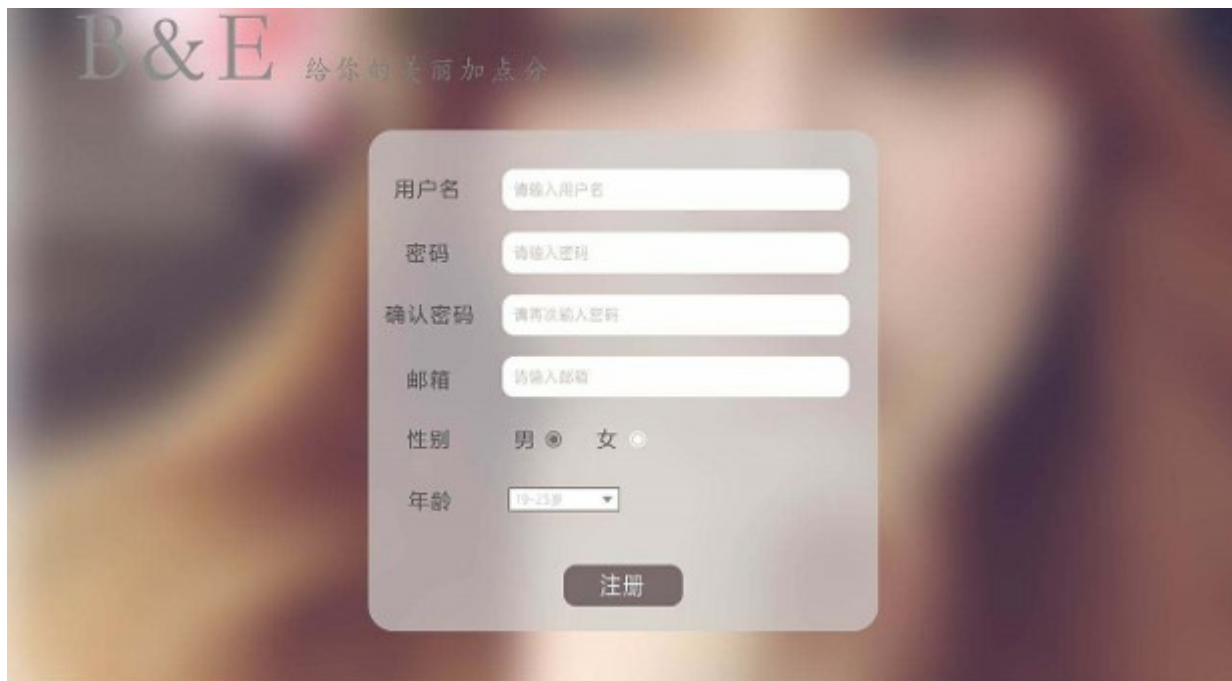 B&E 给你的美丽加点分
用户名 请输入用户名
密码 请输入密码
确认密码 请再次输入密码
邮箱 请输入邮箱
性别 男 女
年龄 19-25岁
注册